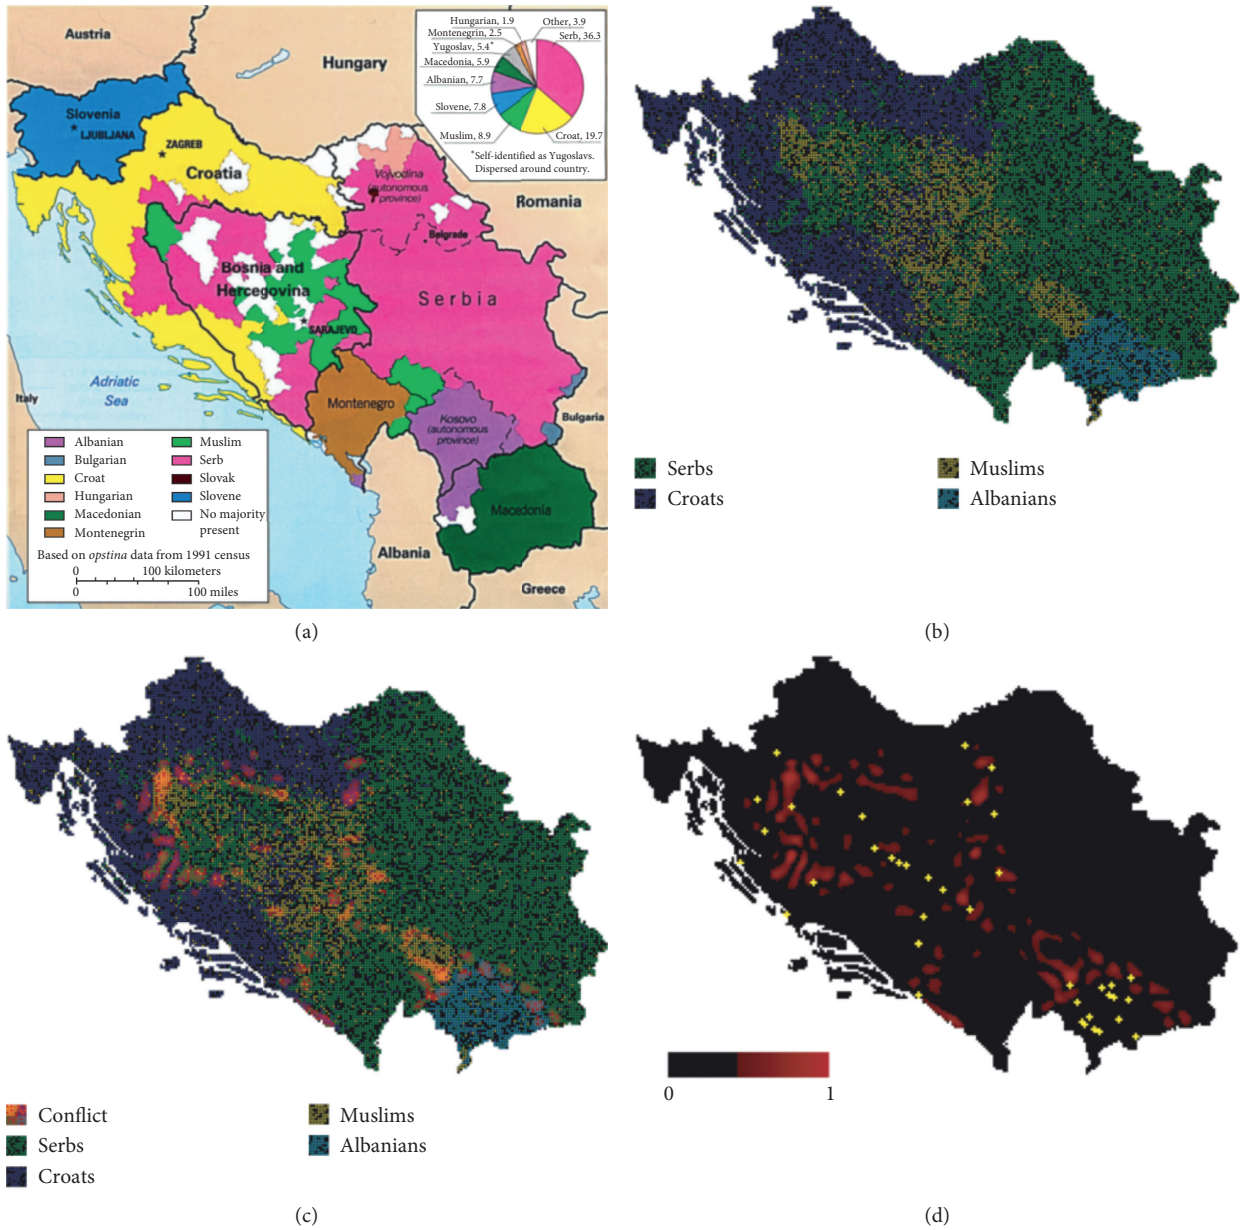 Austria
Hungary
Slovenia
LJUBLJANA
ZAGREB
Croatia
Vojvodina
(autonomous
province)
Romania
Belgrade
Bosnia and
Hercegovina
Serbia
SARAJEVO
Adriatic
Sea
Italy
Montenegro
Kosovo
(autonomous
province)
Bulgaria
Macedonia
Albania
Greece
Hungarian, 1.9
Other, 3.9
Montenegrin, 2.5
Serb, 36.3
Yugoslav, 5.4*
Macedonia, 5.9
Albanian, 7.7
Slovene, 7.8
Muslim, 8.9
Croat, 19.7
*Self-identified as Yugoslavs.
Dispersed around country.
Albanian
Bulgarian
Croat
Hungarian
Macedonian
Montenegrin
Muslim
Serb
Slovak
Slovene
No majority
present
Based on opstina data from 1991 census
0 100 kilometers
0 100 miles
(a)
Serbs
Croats
Muslims
Albanians
(b)
Conflict
Serbs
Croats
Muslims
Albanians
(c)
0 1
(d)